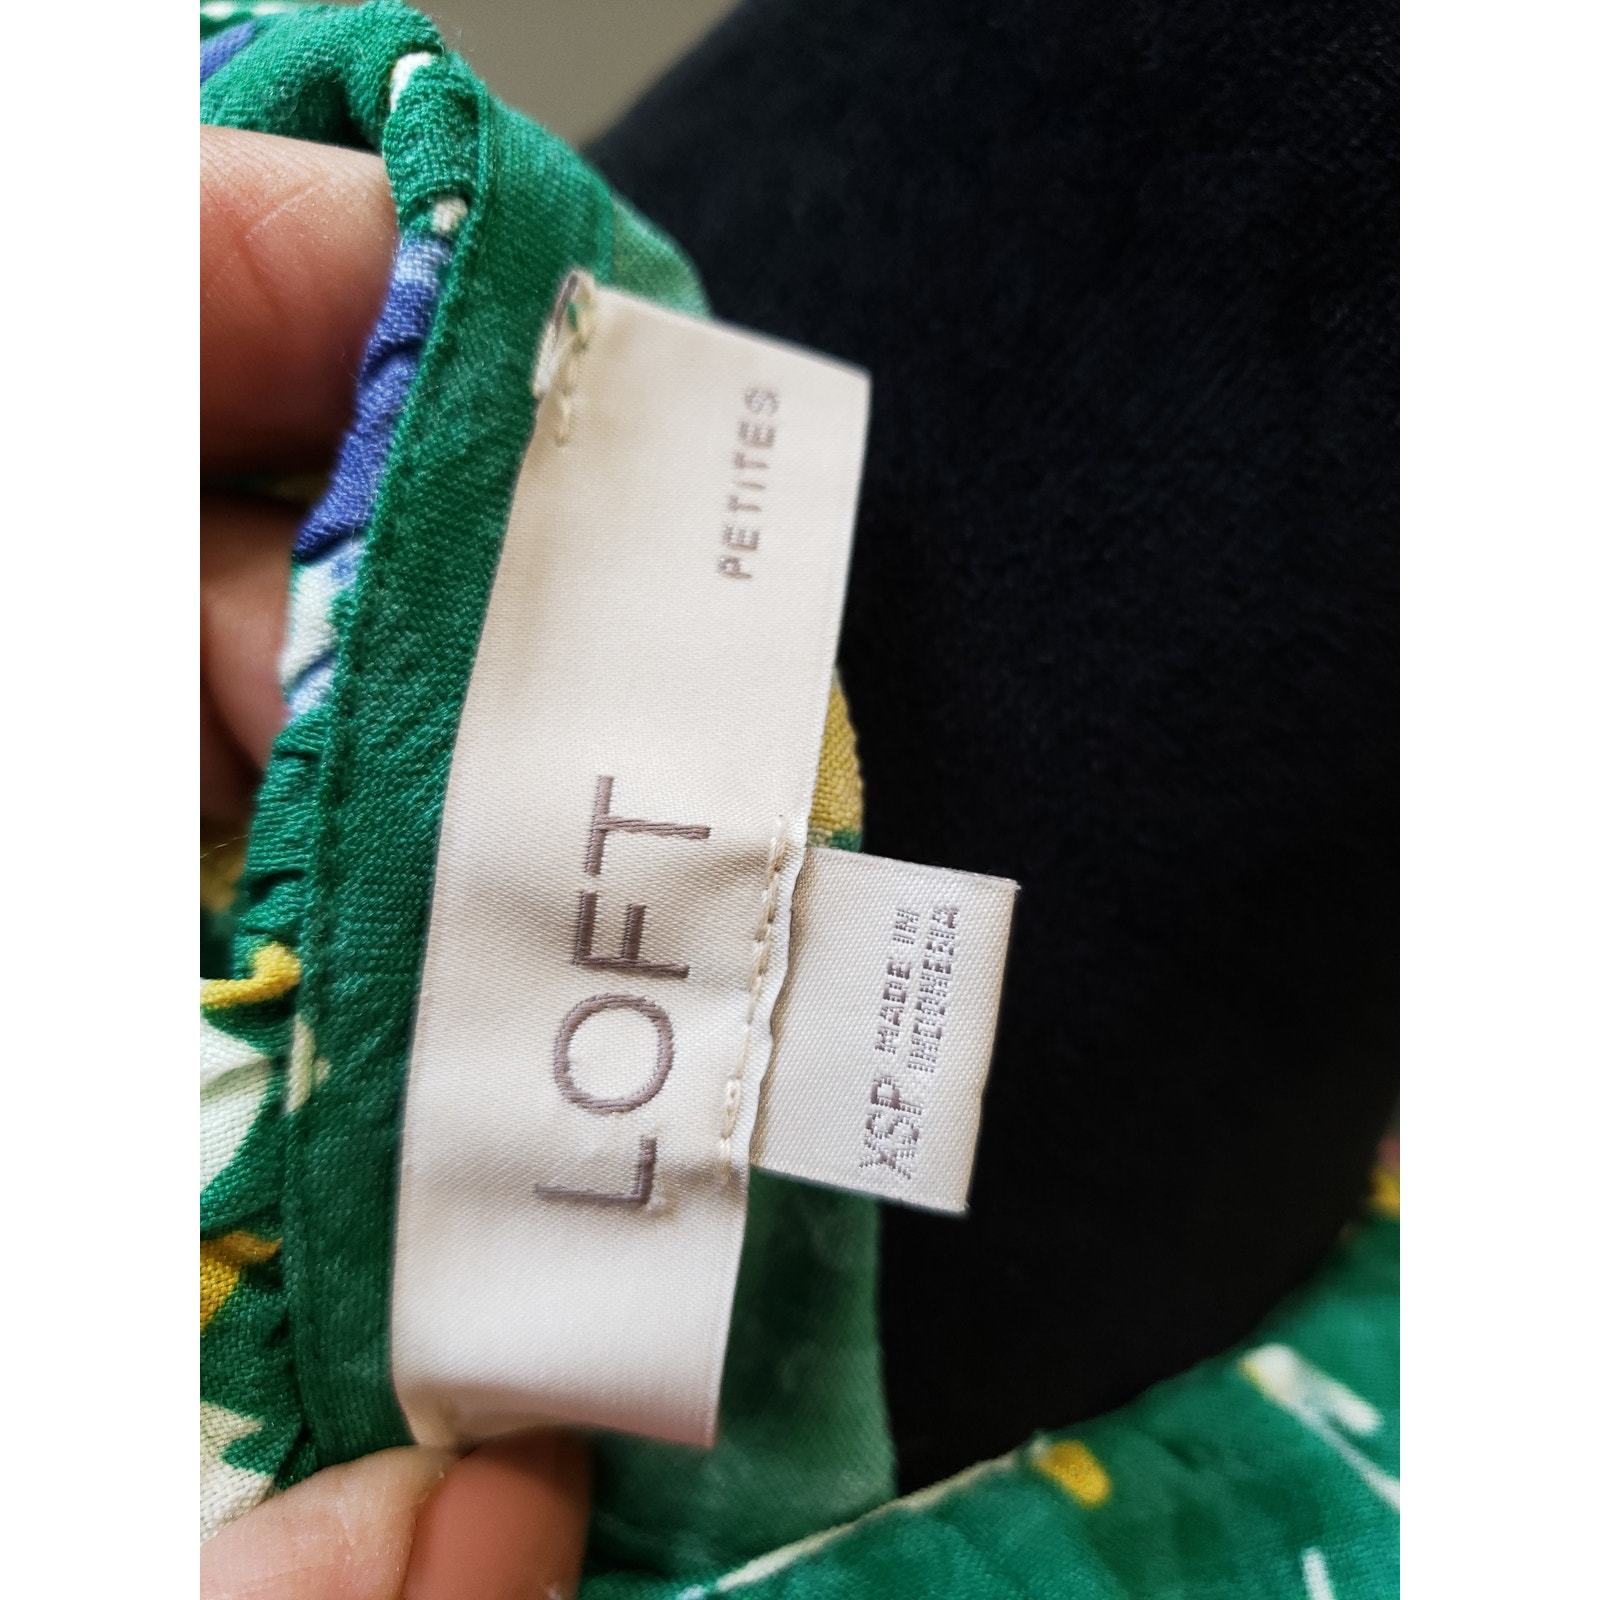 LOFT
PETITES
XSP MADE IN
INDONESIA